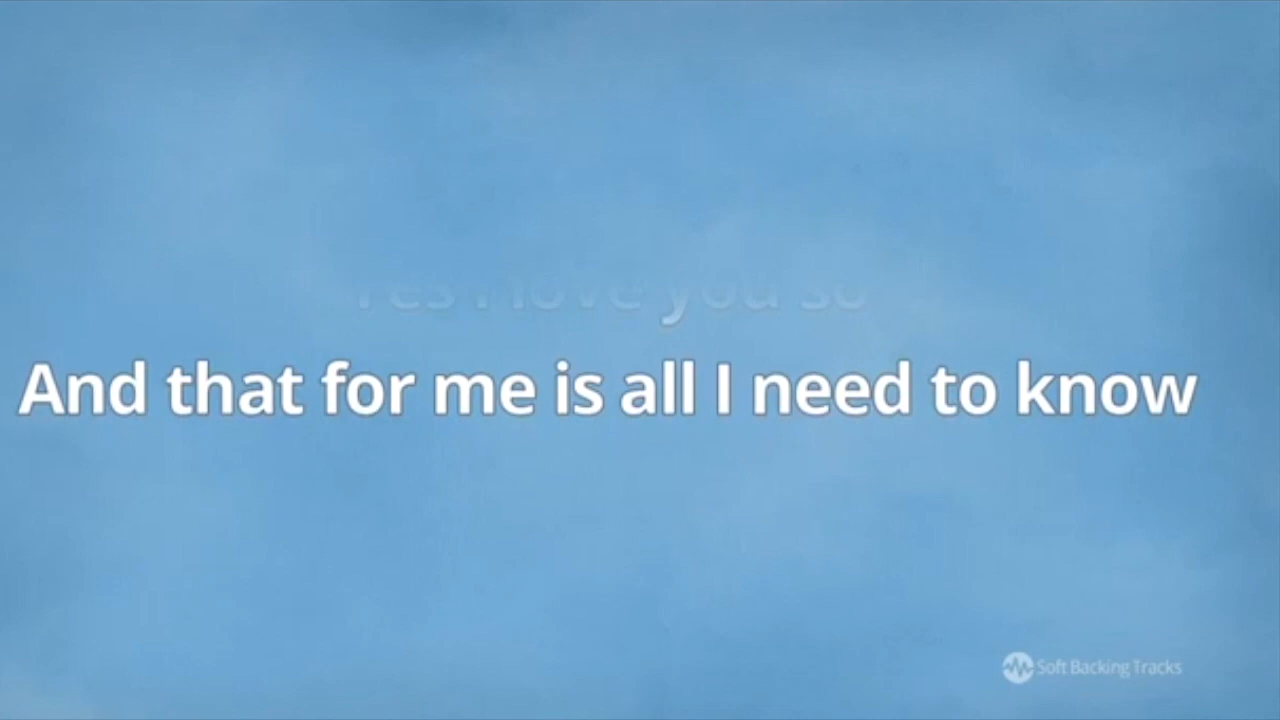 Yes I love you so
And that for me is all I need to know
Soft Backing Tracks